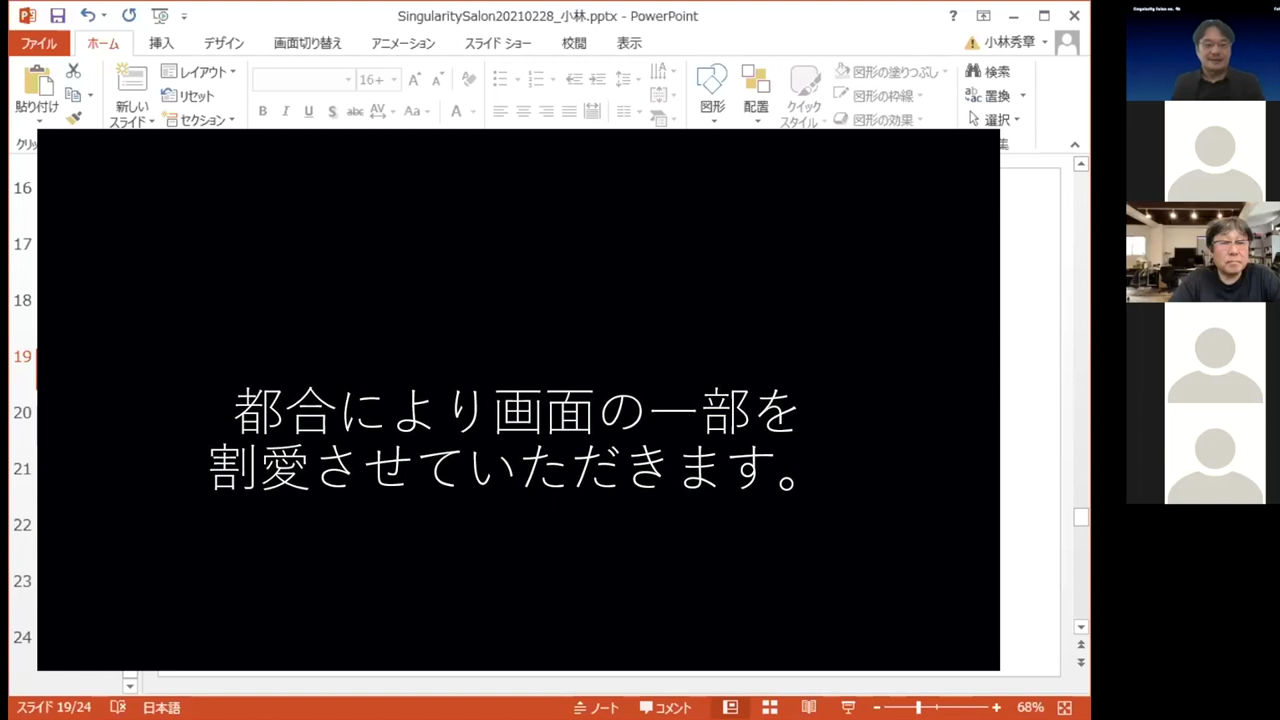 SingularitySalon20210228_小林.pptx - PowerPoint
?
ファイル
ホーム
挿入
デザイン
画面切り替え
アニメーション
スライド ショー
校閲
表示
小林秀章
貼り付け
新しい
スライド
レイアウト
リセット
セクション
16+
B I U S abc AV Aa A
図形
配置
クイック
スタイル
図形の塗りつぶし
図形の枠線
図形の効果
検索
置換
選択
クリッ
16
17
18
19
20
21
22
23
24
都合により画面の一部を
割愛させていただきます。
スライド 19/24
日本語
ノート
コメント
68%